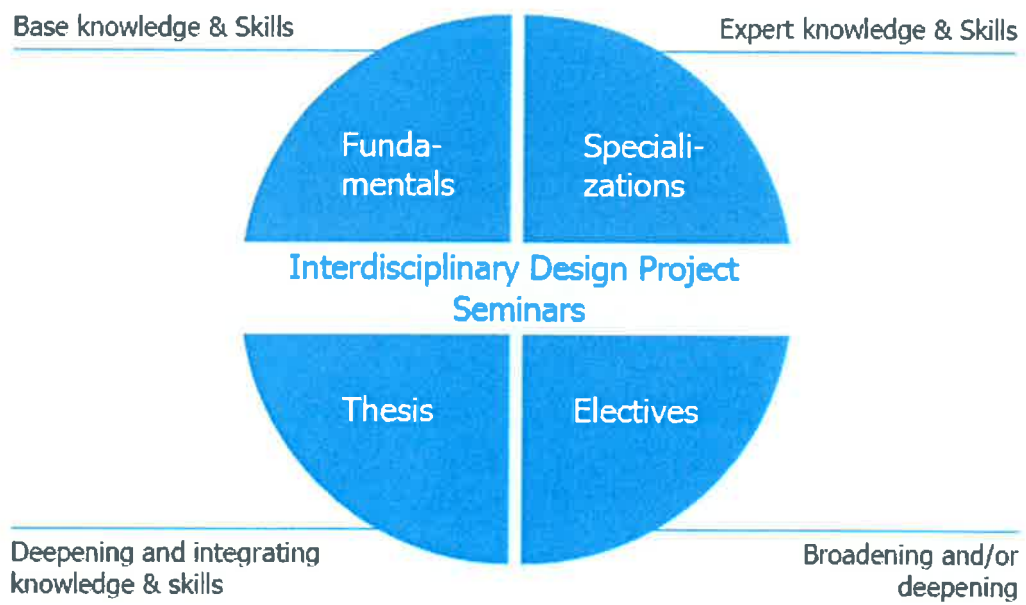 Base knowledge & Skills
Expert knowledge & Skills
Funda-
mentals
Speciali-
zations
Interdisciplinary Design Project
Seminars
Thesis
Electives
Deepening and integrating
knowledge & skills
Broadening and/or
deepening